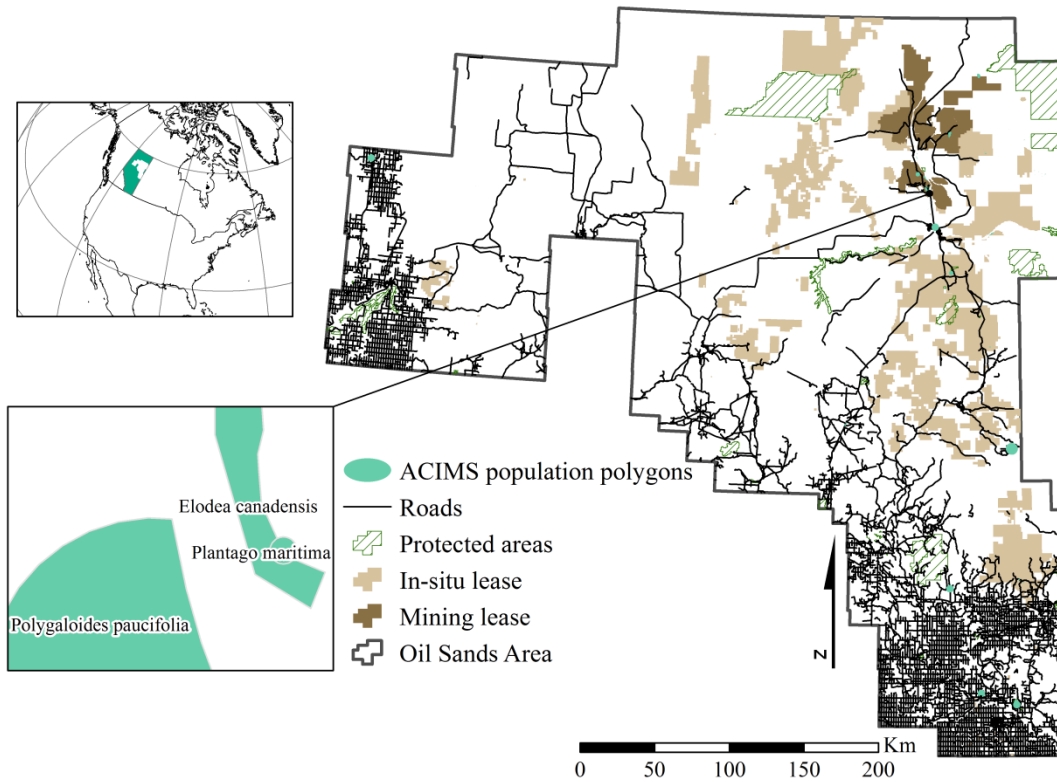 Elodea canadensis
Plantago maritima
Polygaloides paucifolia
ACIMS population polygons
Roads
Protected areas
In-situ lease
Mining lease
Oil Sands Area
N
Km
0 50 100 150 200